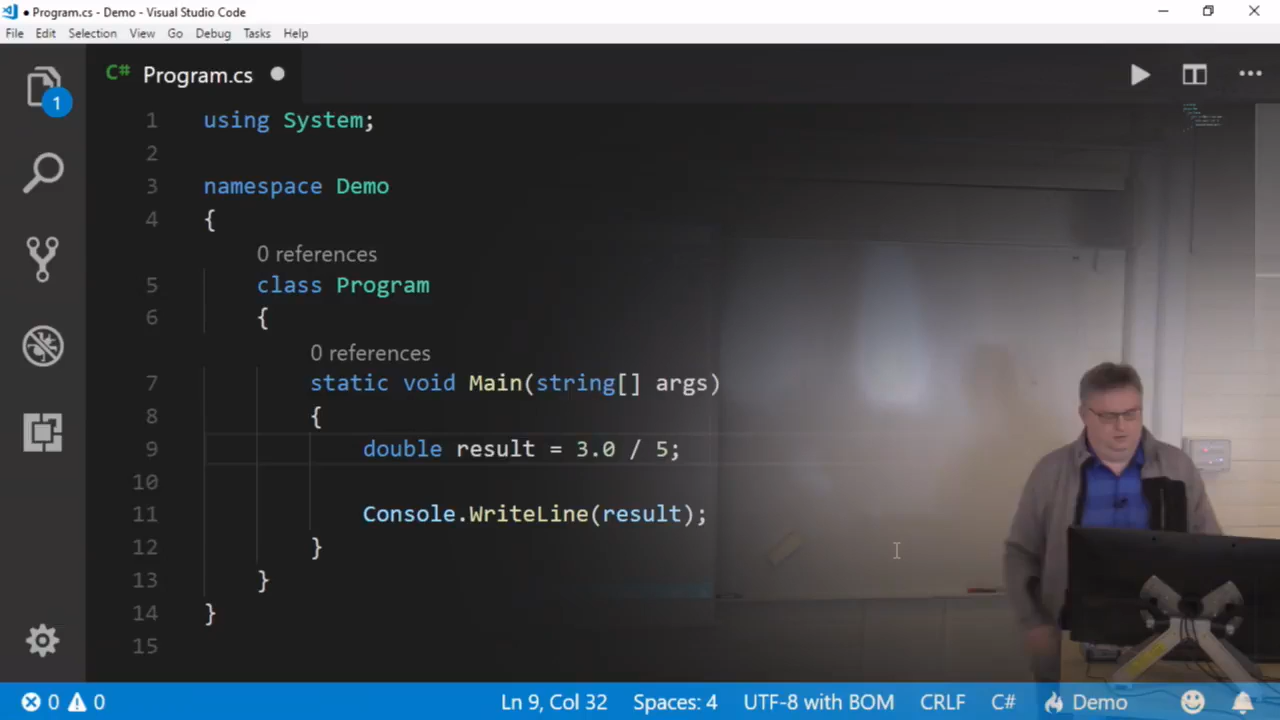 Program.cs - Demo - Visual Studio Code
File Edit Selection View Go Debug Tasks Help
C# Program.cs
1
1 using System;
2
3 namespace Demo
4 {
0 references
5 class Program
6 {
0 references
7 static void Main(string[] args)
8 {
9 double result = 3.0 / 5;
10
11 Console.WriteLine(result);
12 }
13 }
14 }
15
0 0 Ln 9, Col 32 Spaces: 4 UTF-8 with BOM CRLF C# Demo